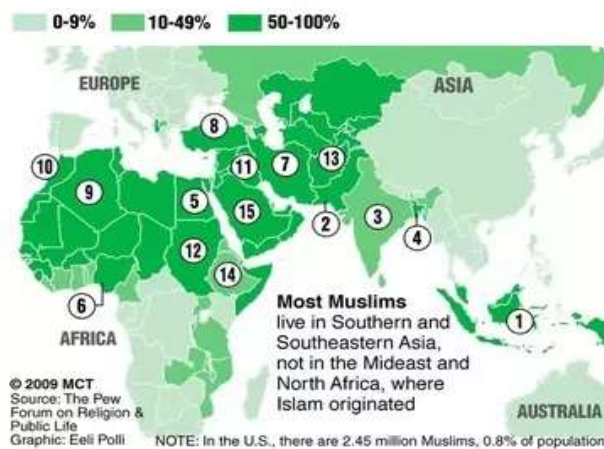 0-9% 10-49% 50-100%
EUROPE
ASIA
8
10
11
7
13
9
5
15
2
3
4
12
14
6
1
AFRICA
Most Muslims
live in Southern and
Southeastern Asia,
not in the Mideast and
North Africa, where
Islam originated
© 2009 MCT
Source: The Pew
Forum on Religion &
Public Life
Graphic: Eeli Polli
AUSTRALIA
NOTE: In the U.S., there are 2.45 million Muslims, 0.8% of population